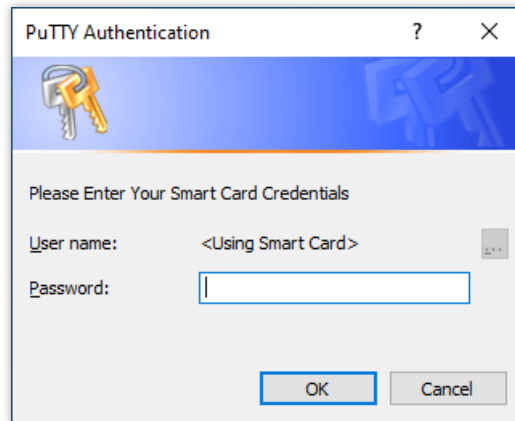 PuTTY Authentication ? ×
Please Enter Your Smart Card Credentials
User name: <Using Smart Card> ...
Password:
OK Cancel